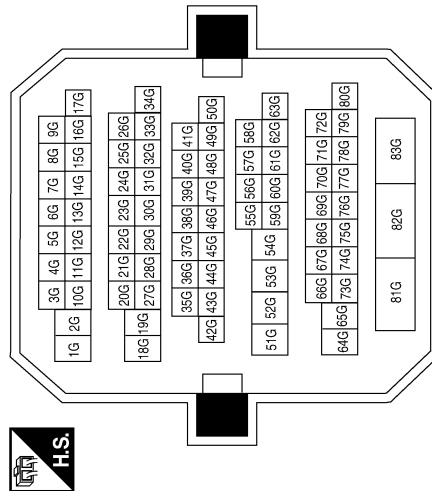 H.S.
3G 4G 5G 6G 7G 8G 9G
1G 2G 10G 11G 12G 13G 14G 15G 16G 17G
20G 21G 22G 23G 24G 25G 26G
18G 19G 27G 28G 29G 30G 31G 32G 33G 34G
35G 36G 37G 38G 39G 40G 41G
42G 43G 44G 45G 46G 47G 48G 49G 50G
55G 56G 57G 58G
51G 52G 53G 54G 59G 60G 61G 62G 63G
66G 67G 68G 69G 70G 71G 72G
64G 65G 73G 74G 75G 76G 77G 78G 79G 80G
81G 82G 83G